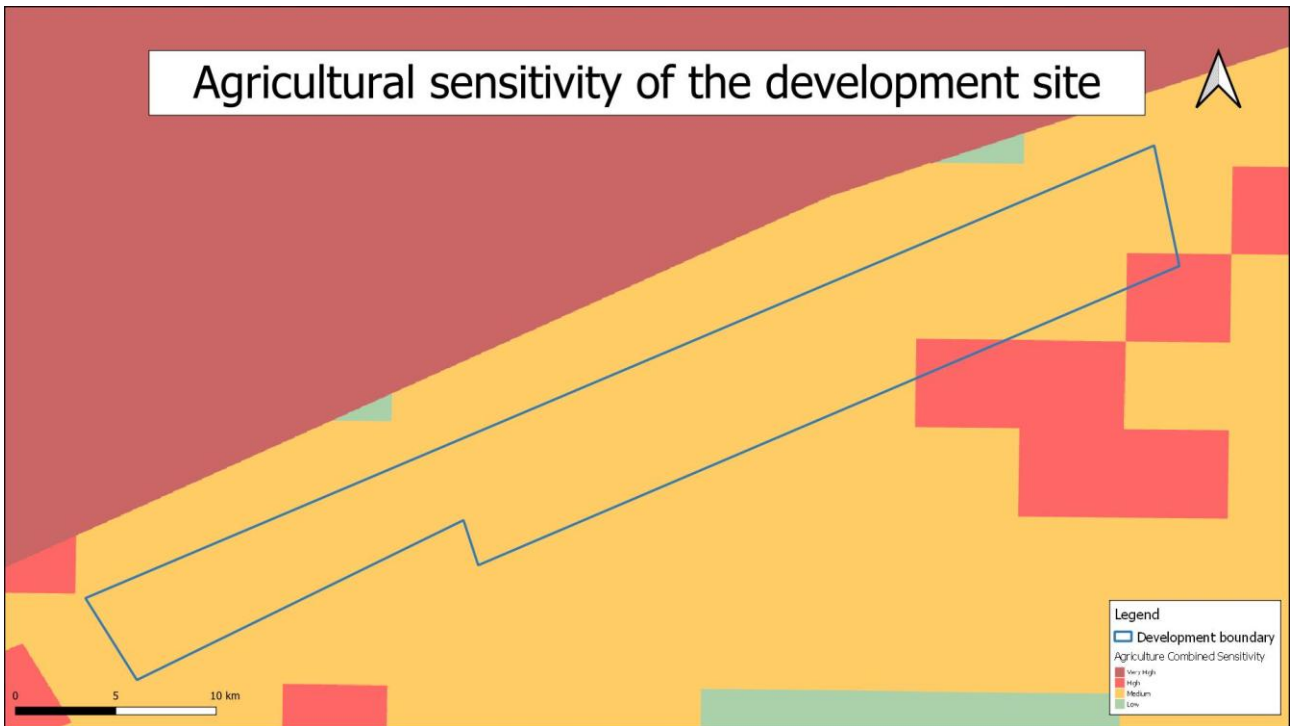 Agricultural sensitivity of the development site
Legend
Development boundary
Agriculture Combined Sensitivity
Very High
High
Medium
Low
0 5 10 km